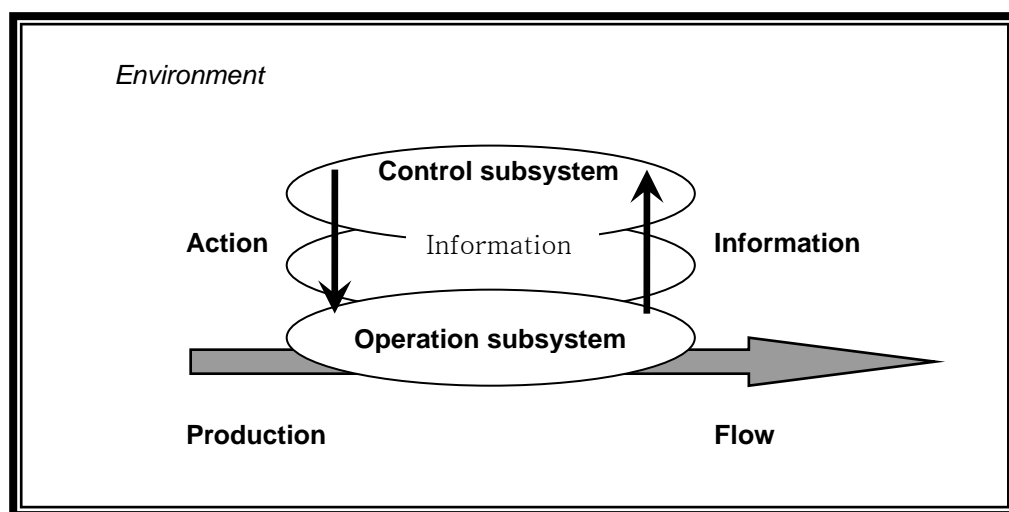 Environment
Control subsystem
Action
Information
Information
Operation subsystem
Production
Flow